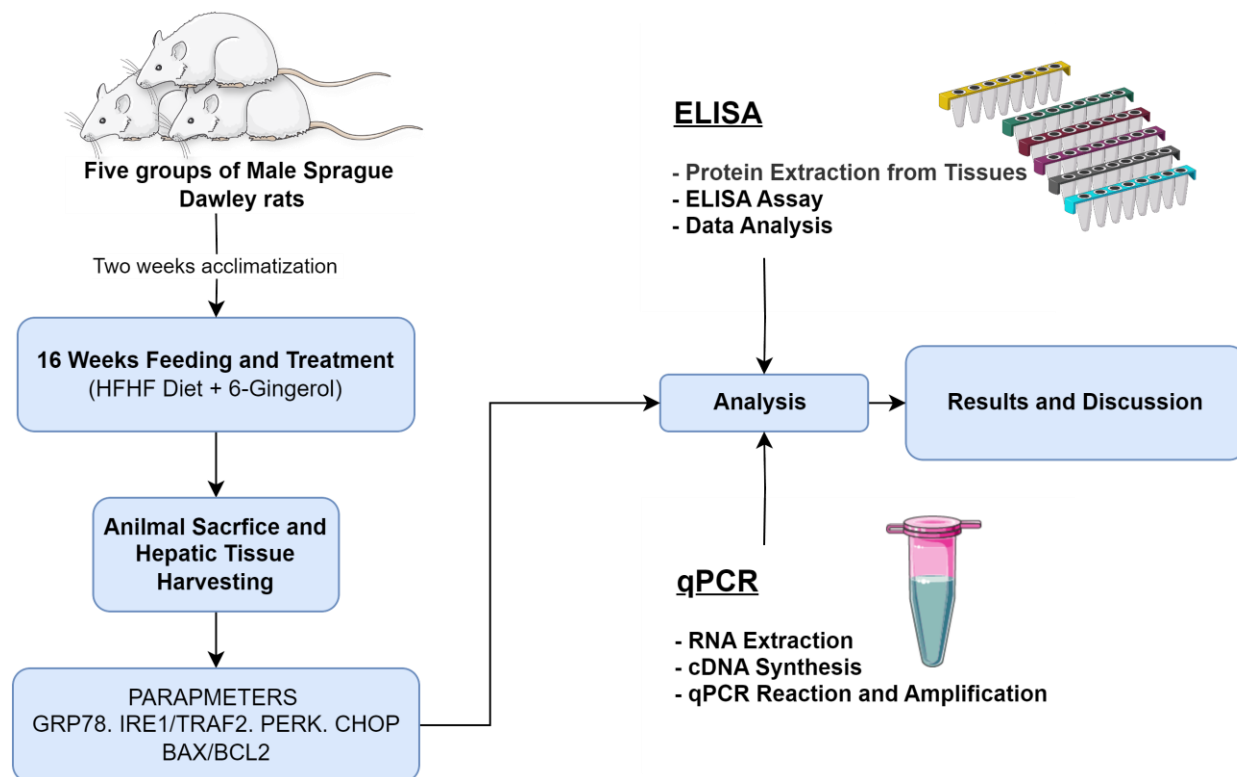 Five groups of Male Sprague
Dawley rats
Two weeks acclimatization
16 Weeks Feeding and Treatment
(HFHF Diet + 6-Gingerol)
Anilmal Sacrfice and
Hepatic Tissue
Harvesting
PARAPMETERS
GRP78. IRE1/TRAF2. PERK. CHOP
BAX/BCL2
ELISA
- Protein Extraction from Tissues
- ELISA Assay
- Data Analysis
Analysis
Results and Discussion
qPCR
- RNA Extraction
- cDNA Synthesis
- qPCR Reaction and Amplification